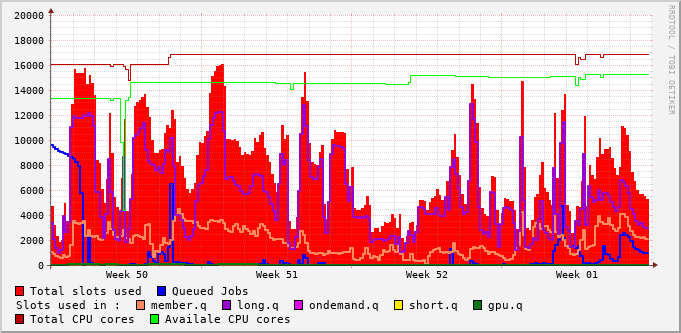 20000
18000
16000
14000
12000
10000
8000
6000
4000
2000
0
Week 50 Week 51 Week 52 Week 01
RRDTOOL / TOBI OETIKER
Total slots used Queued Jobs
Slots used in : member.q long.q ondemand.q short.q gpu.q
Total CPU cores Availale CPU cores